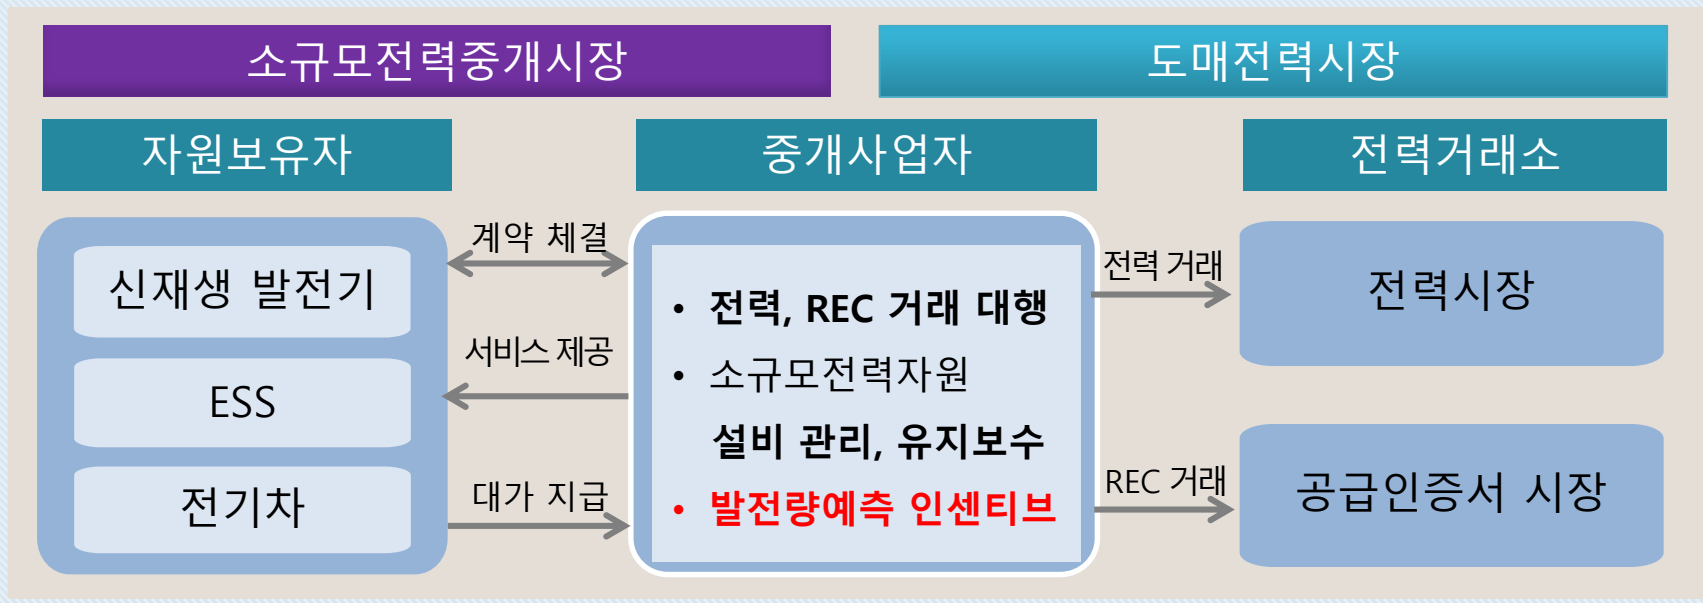 소규모전력중개시장
도매전력시장
자원보유자
중개사업자
전력거래소
신재생 발전기
ESS
전기차
계약 체결
서비스 제공
대가 지급
• 전력, REC 거래 대행
• 소규모전력자원
설비 관리, 유지보수
• 발전량예측 인센티브
전력 거래
REC 거래
전력시장
공급인증서 시장